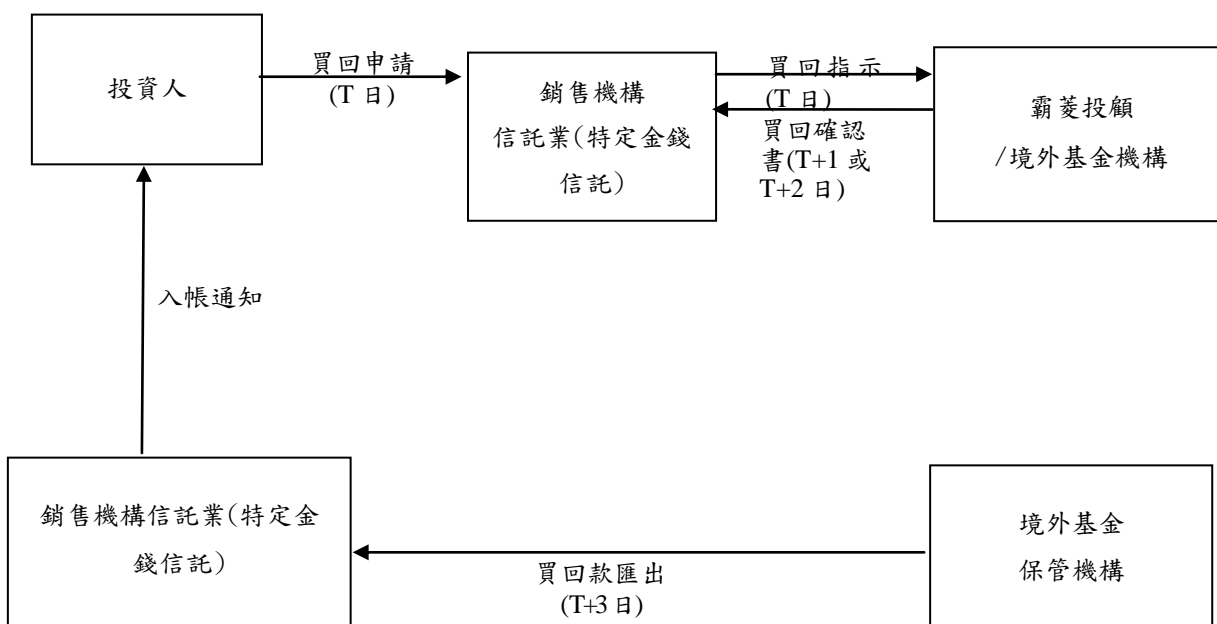 投資人
買回申請
(T 日)
銷售機構
信託業(特定金錢
信託)
買回指示
(T 日)
買回確認
書(T+1 或
T+2 日)
霸菱投顧
/境外基金機構
入帳通知
銷售機構信託業(特定金
錢信託)
買回款匯出
(T+3 日)
境外基金
保管機構